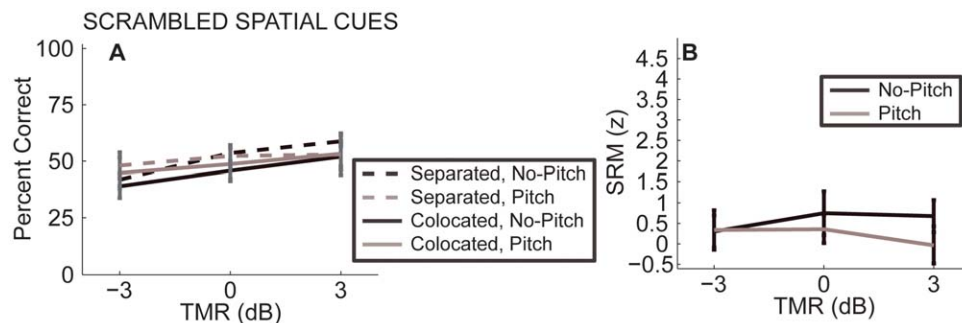 SCRAMBLED SPATIAL CUES
A
100
75
50
25
0
Percent Correct
−3
0
3
TMR (dB)
Separated, No-Pitch
Separated, Pitch
Colocated, No-Pitch
Colocated, Pitch
B
4.5
4
3.5
3
2.5
2
1.5
1
0.5
0
−0.5
SRM (z)
No-Pitch
Pitch
−3
0
3
TMR (dB)